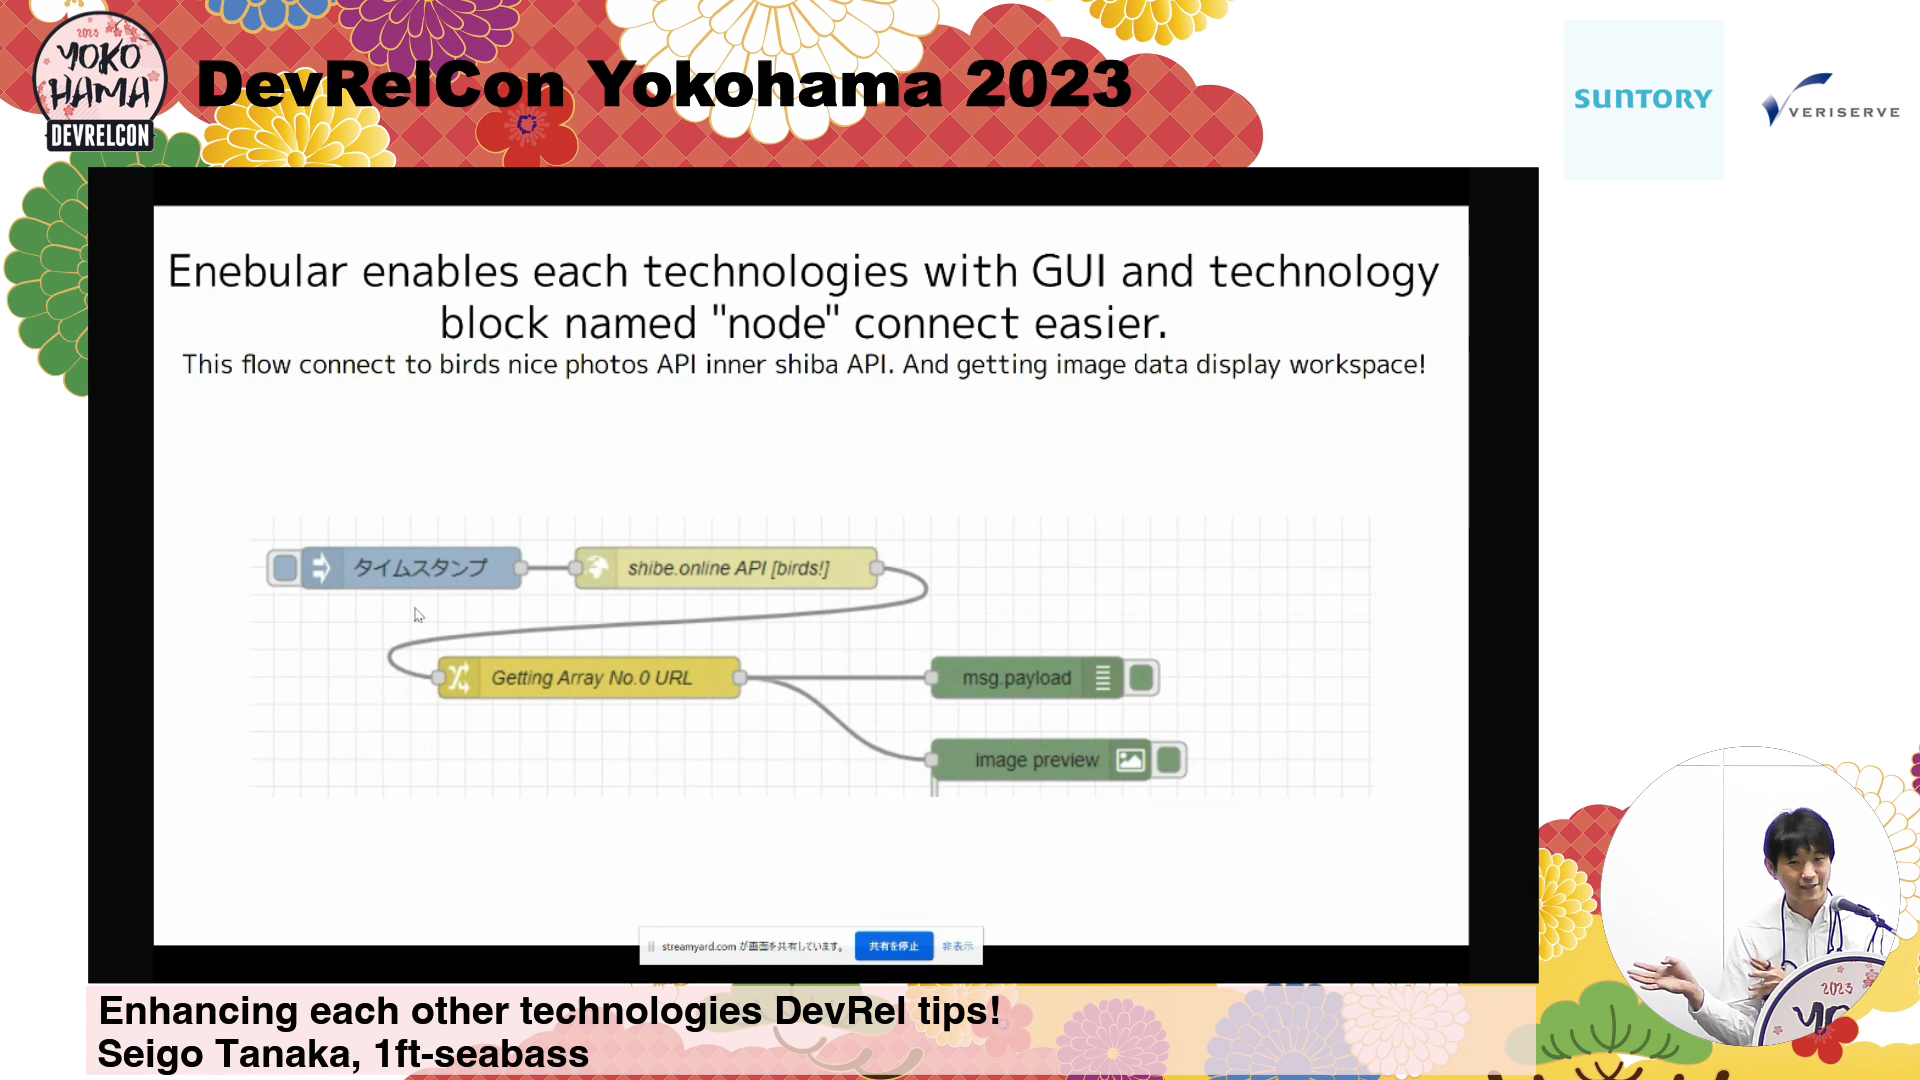 2023
YOKO
HAMA
DEVRELCON
DevRelCon Yokohama 2023
SUNTORY
VERISERVE
Enebular enables each technologies with GUI and technology
block named "node" connect easier.
This flow connect to birds nice photos API inner shiba API. And getting image data display workspace!
タイムスタンプ
shibe.online API [birds!]
Getting Array No.0 URL
msg.payload
image preview
streamyard.com が画面を共有しています。
共有を停止
非表示
2023
Enhancing each other technologies DevRel tips!
Seigo Tanaka, 1ft-seabass